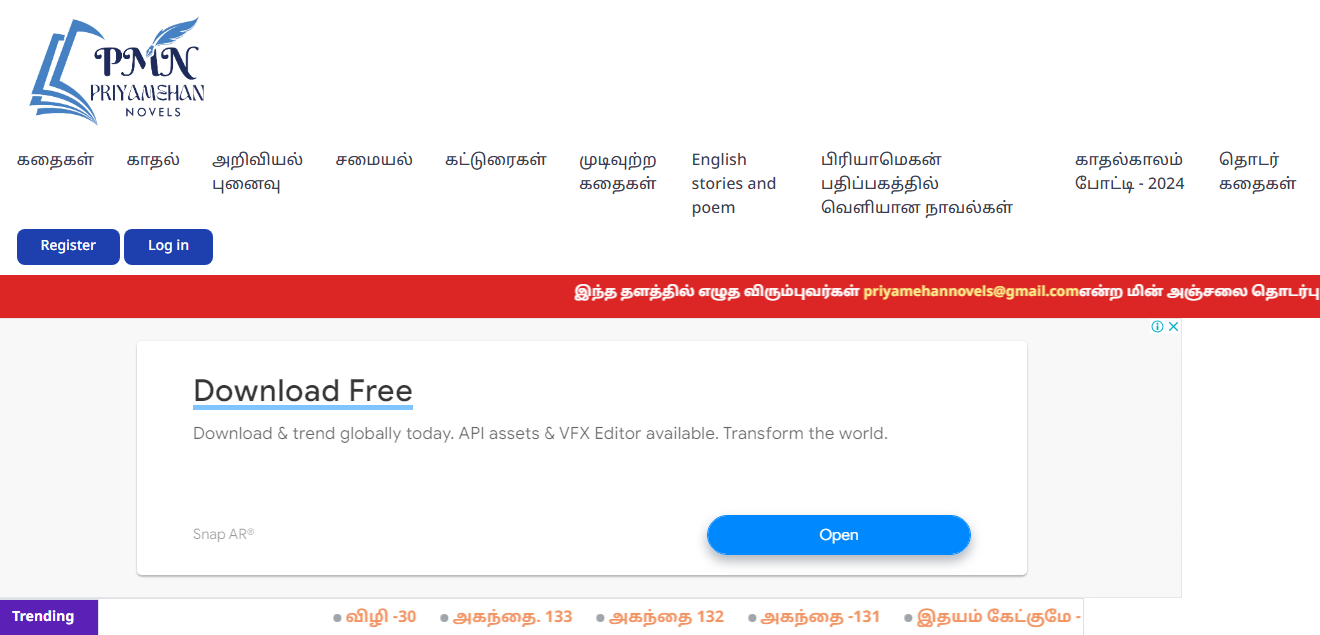 PMN
PRIYAMEHAN
NOVELS
கதைகள்
காதல்
அறிவியல்
புனைவு
சமையல்
கட்டுரைகள்
முடிவுற்ற
கதைகள்
English
stories and
poem
பிரியாமெகன்
பதிப்பகத்தில்
வெளியான நாவல்கள்
காதல்காலம்
போட்டி - 2024
தொடர்
கதைகள்
Register
Log in
இந்த தளத்தில் எழுத விரும்புவர்கள் priyamehannovels@gmail.comஎன்ற மின் அஞ்சலை தொடர்பு
Download Free
Download & trend globally today. API assets & VFX Editor available. Transform the world.
Snap AR®
Open
Trending
விழி -30
அகந்தை. 133
அகந்தை 132
அகந்தை -131
இதயம் கேட்குமே -